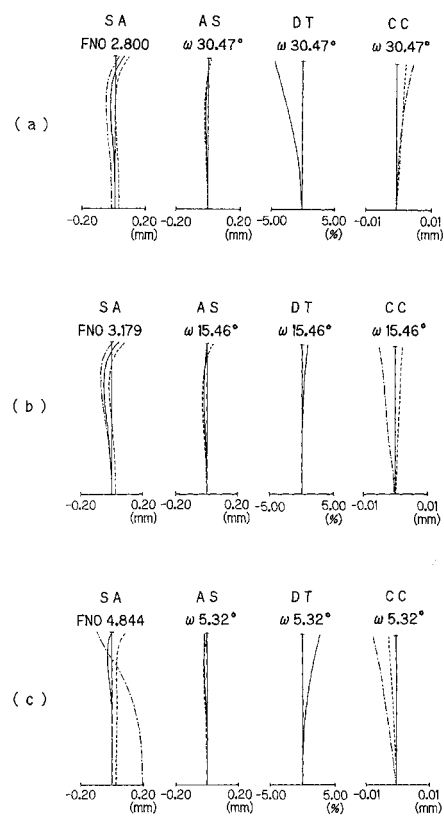 SA AS DT CC
FNO 2.800 ω 30.47° ω 30.47° ω 30.47°
(a)
-0.20 0.20 -0.20 0.20 -5.00 5.00 -0.01 0.01
(mm) (mm) (%) (mm)
SA AS DT CC
FNO 3.179 ω 15.46° ω 15.46° ω 15.46°
(b)
-0.20 0.20 -0.20 0.20 -5.00 5.00 -0.01 0.01
(mm) (mm) (%) (mm)
SA AS DT CC
FNO 4.844 ω 5.32° ω 5.32° ω 5.32°
(c)
-0.20 0.20 -0.20 0.20 -5.00 5.00 -0.01 0.01
(mm) (mm) (%) (mm)